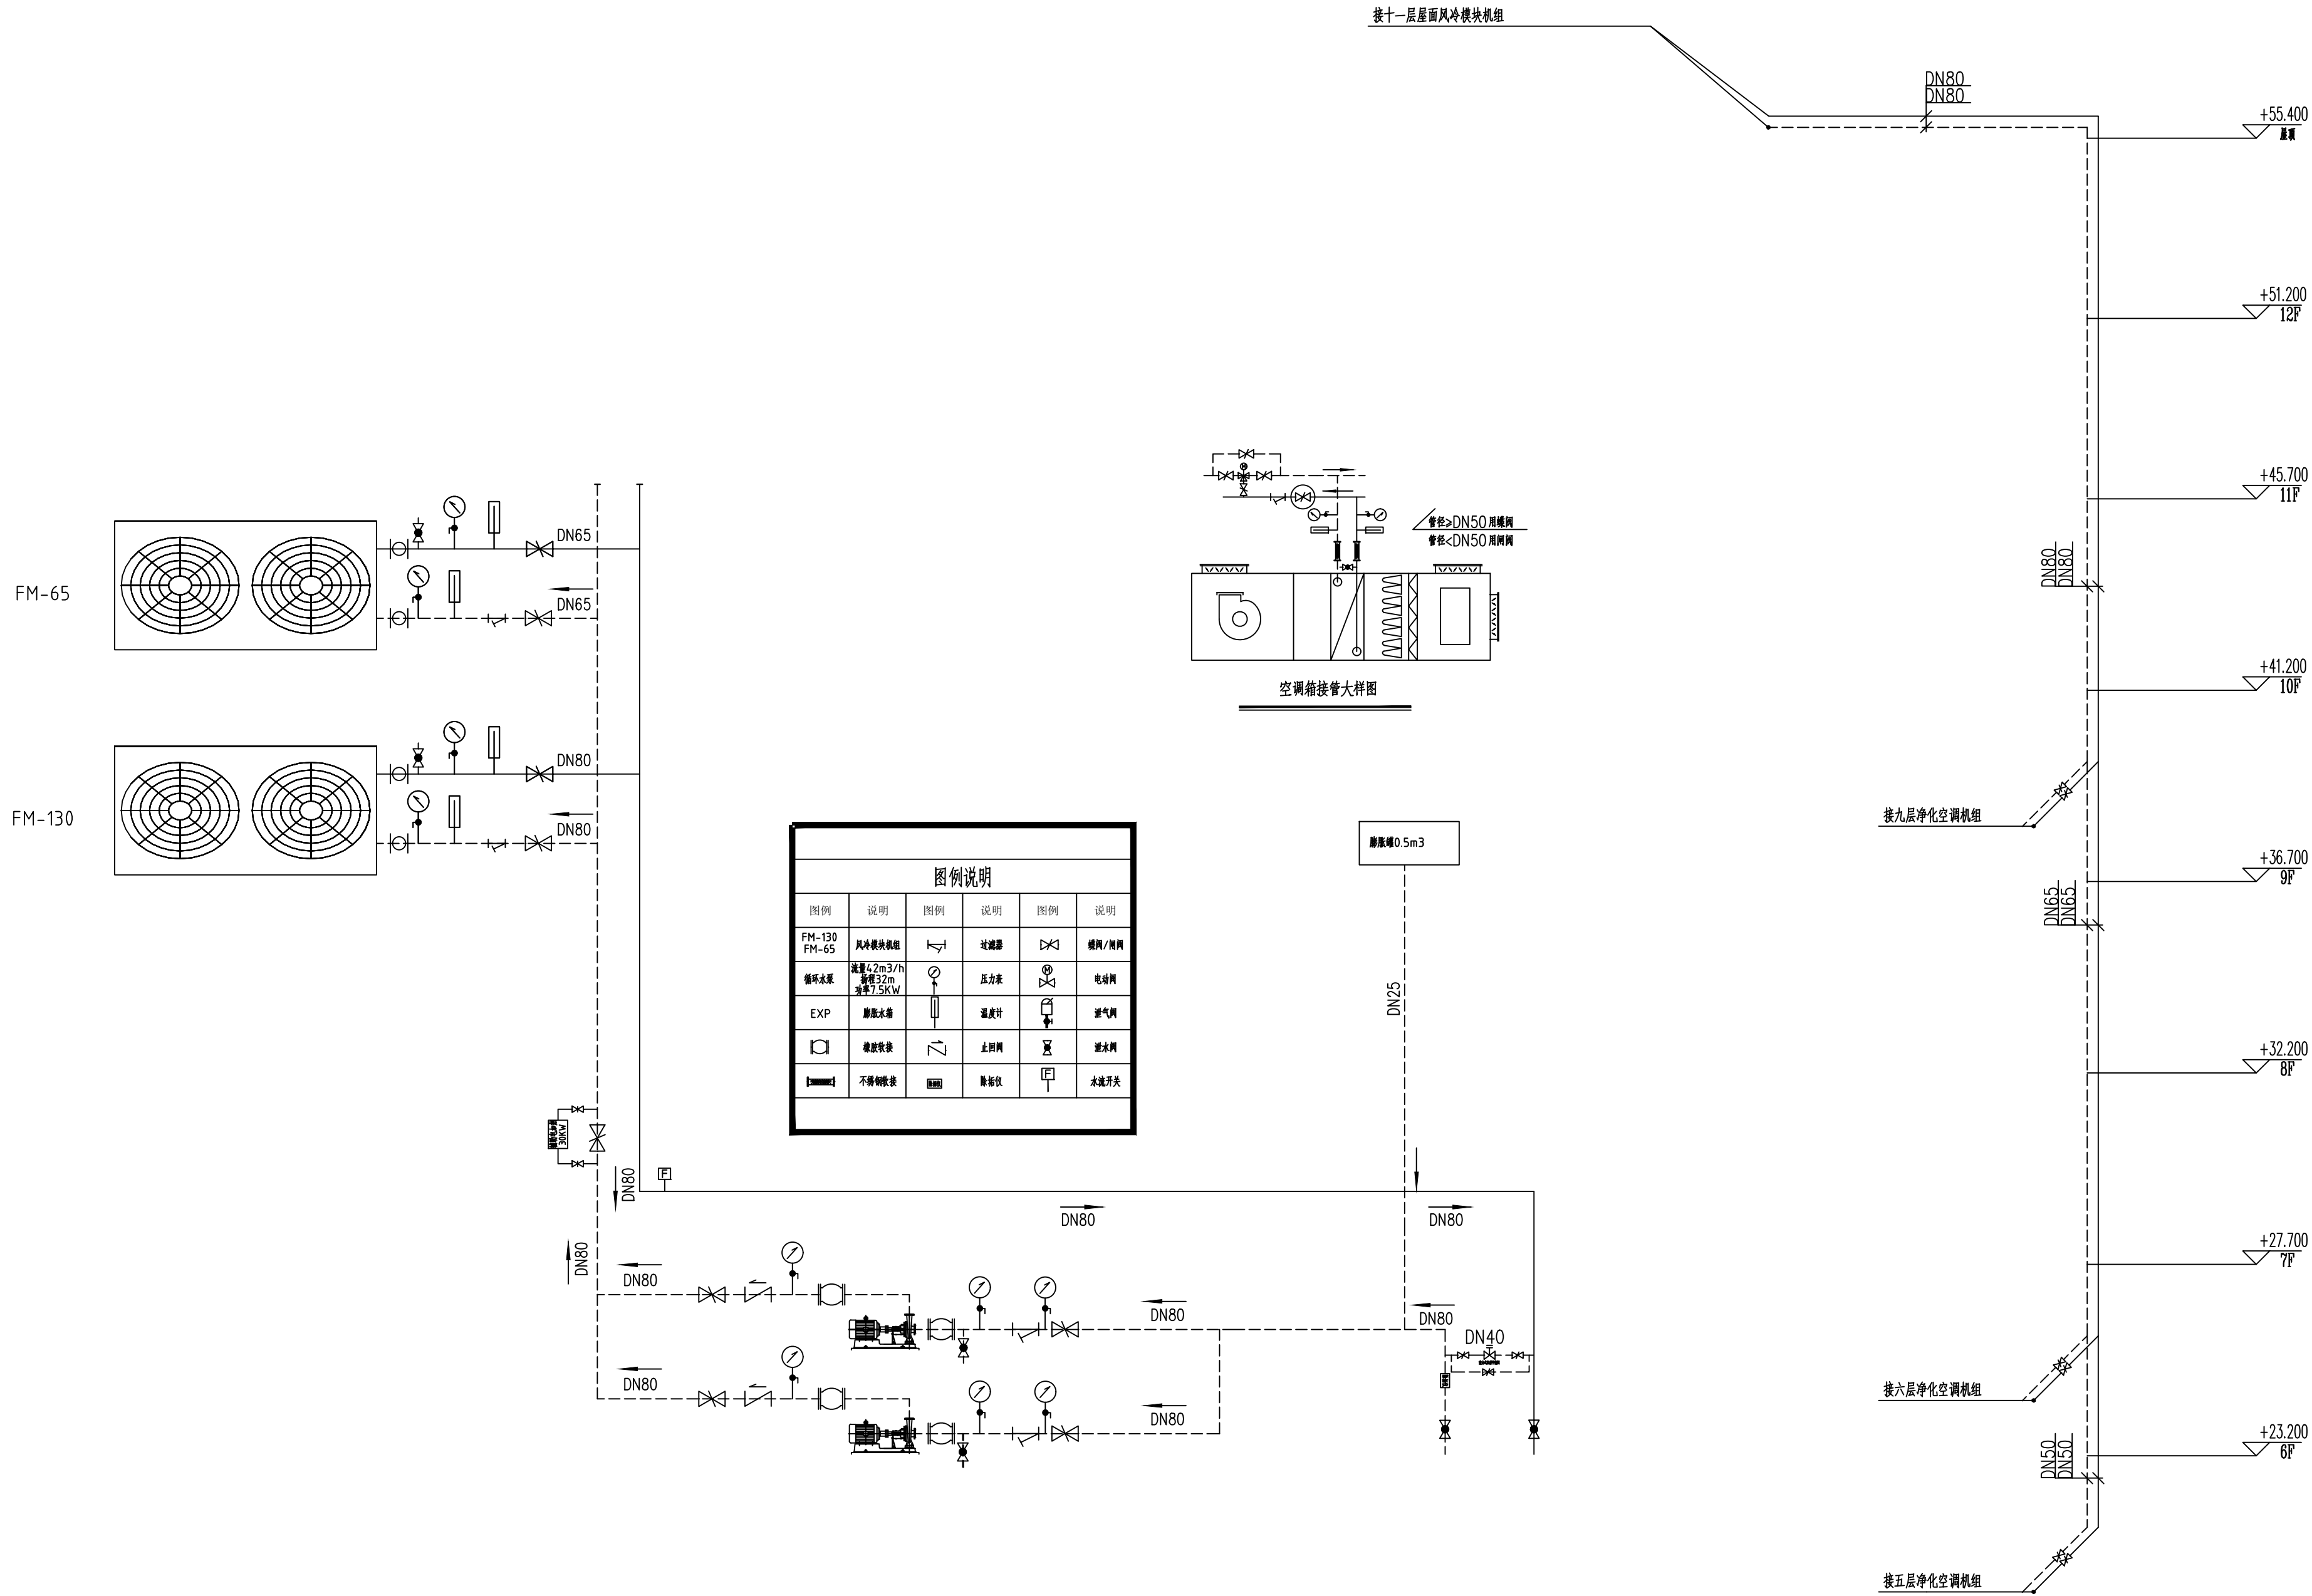 接十一层屋面风冷模块机组
DN80
DN80
+55.400
屋顶
+51.200
12F
+45.700
11F
DN80
DN80
+41.200
10F
接九层净化空调机组
+36.700
9F
DN65
DN65
+32.200
8F
+27.700
7F
接六层净化空调机组
+23.200
6F
DN50
DN50
接五层净化空调机组
FM-65
DN65
DN65
FM-130
DN80
DN80
管径≥DN50用蝶阀
管径<DN50用闸阀
M
空调箱接管大样图
图例说明
图例 说明 图例 说明 图例 说明
FM-130
FM-65
风冷模块机组 过滤器 蝶阀/闸阀
循环水泵
流量42m3/h
扬程32m
功率7.5KW
压力表 M 电动阀
EXP 膨胀水箱 温度计 泄气阀
橡胶软接 止回阀 泄水阀
不锈钢软接 除垢仪 F 水流开关
膨胀罐0.5m3
DN25
30KW
DN80
F
DN80
DN80
DN80
DN80
DN80
DN80
DN40
DN80
DN80